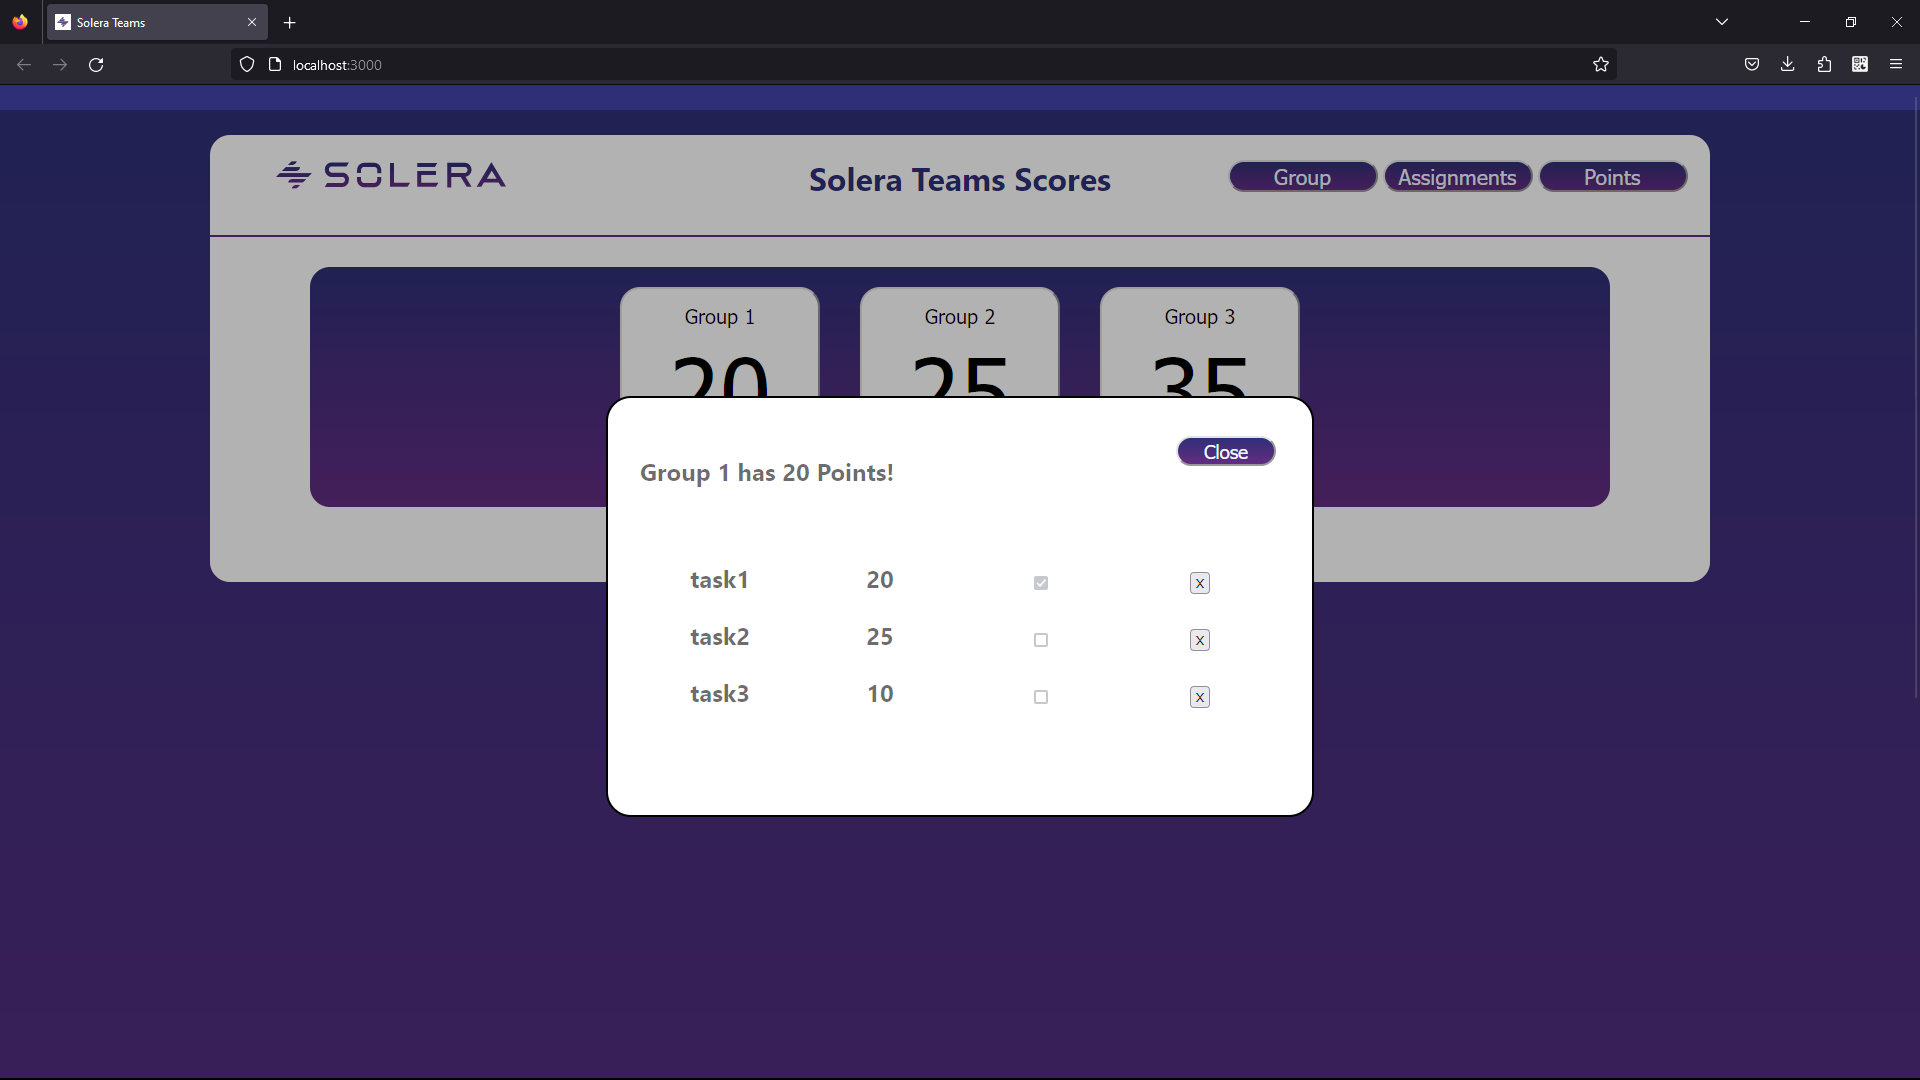 Solera Teams
localhost:3000
SOLERA
Solera Teams Scores
Group
Assignments
Points
Group 1
Group 2
Group 3
20
25
35
Close
Group 1 has 20 Points!
task1 20 X
task2 25 X
task3 10 X